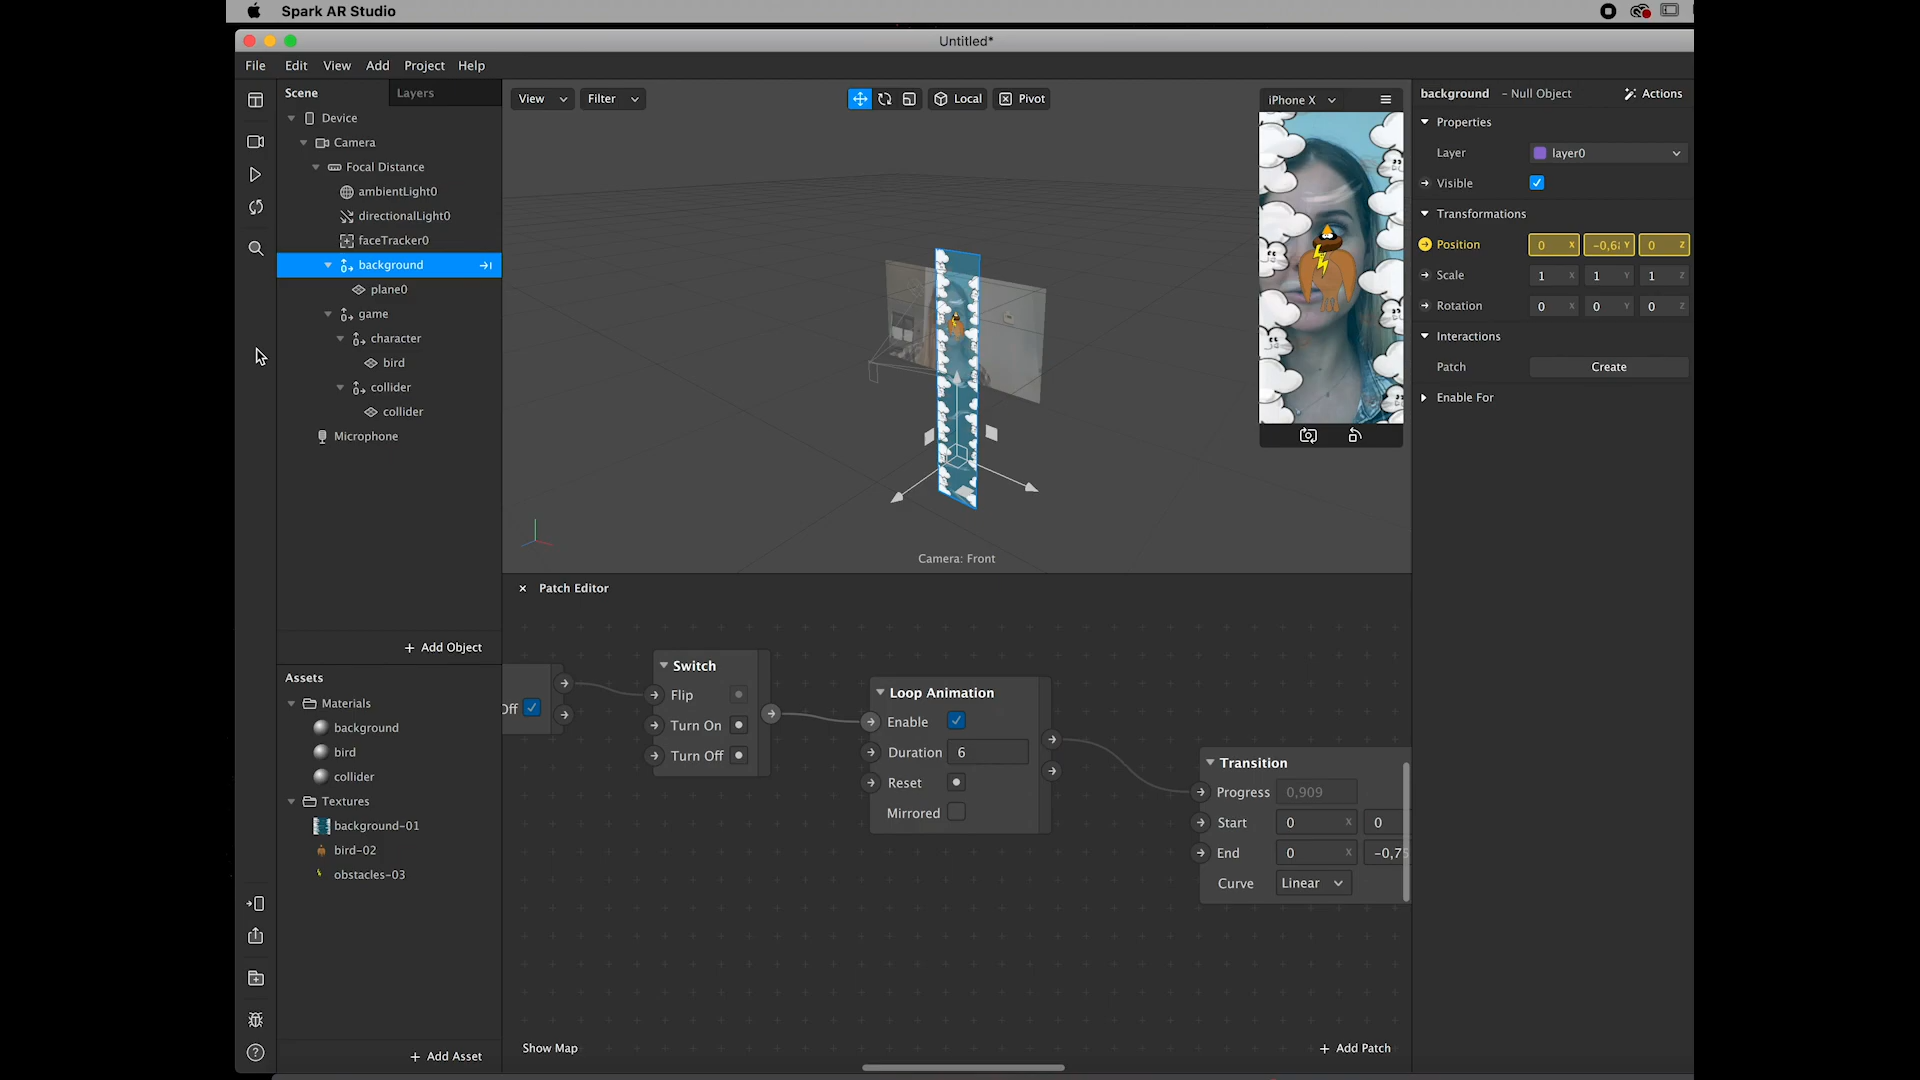 Spark AR Studio
Untitled*
File Edit View Add Project Help
Scene Layers
Device
Camera
Focal Distance
ambientLight0
directionalLight0
faceTracker0
background
plane0
game
character
bird
collider
collider
Microphone
+ Add Object
Assets
Materials
background
bird
collider
Textures
background-01
bird-02
obstacles-03
+ Add Asset
View Filter
Local Pivot
Camera: Front
iPhone X
Patch Editor
Off
Switch
Flip
Turn On
Turn Off
Loop Animation
Enable
Duration 6
Reset
Mirrored
Transition
Progress 0,909
Start 0 X 0
End 0 X -0,75
Curve Linear
Show Map
+ Add Patch
background - Null Object Actions
Properties
Layer layer0
Visible
Transformations
Position 0 X -0,6 Y 0 Z
Scale 1 X 1 Y 1 Z
Rotation 0 X 0 Y 0 Z
Interactions
Patch Create
Enable For